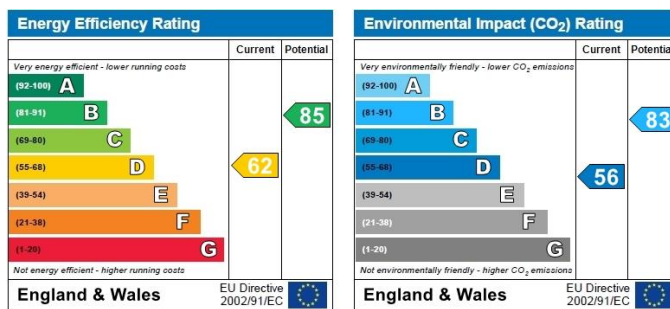 Energy Efficiency Rating
Current Potential
Very energy efficient - lower running costs
(92-100) A
(81-91) B
85
(69-80) C
(55-68) D
62
(39-54) E
(21-38) F
(1-20) G
Not energy efficient - higher running costs
England & Wales
EU Directive
2002/91/EC
Environmental Impact (CO₂) Rating
Current Potential
Very environmentally friendly - lower CO₂ emissions
(92-100) A
(81-91) B
83
(69-80) C
(55-68) D
56
(39-54) E
(21-38) F
(1-20) G
Not environmentally friendly - higher CO₂ emissions
England & Wales
EU Directive
2002/91/EC